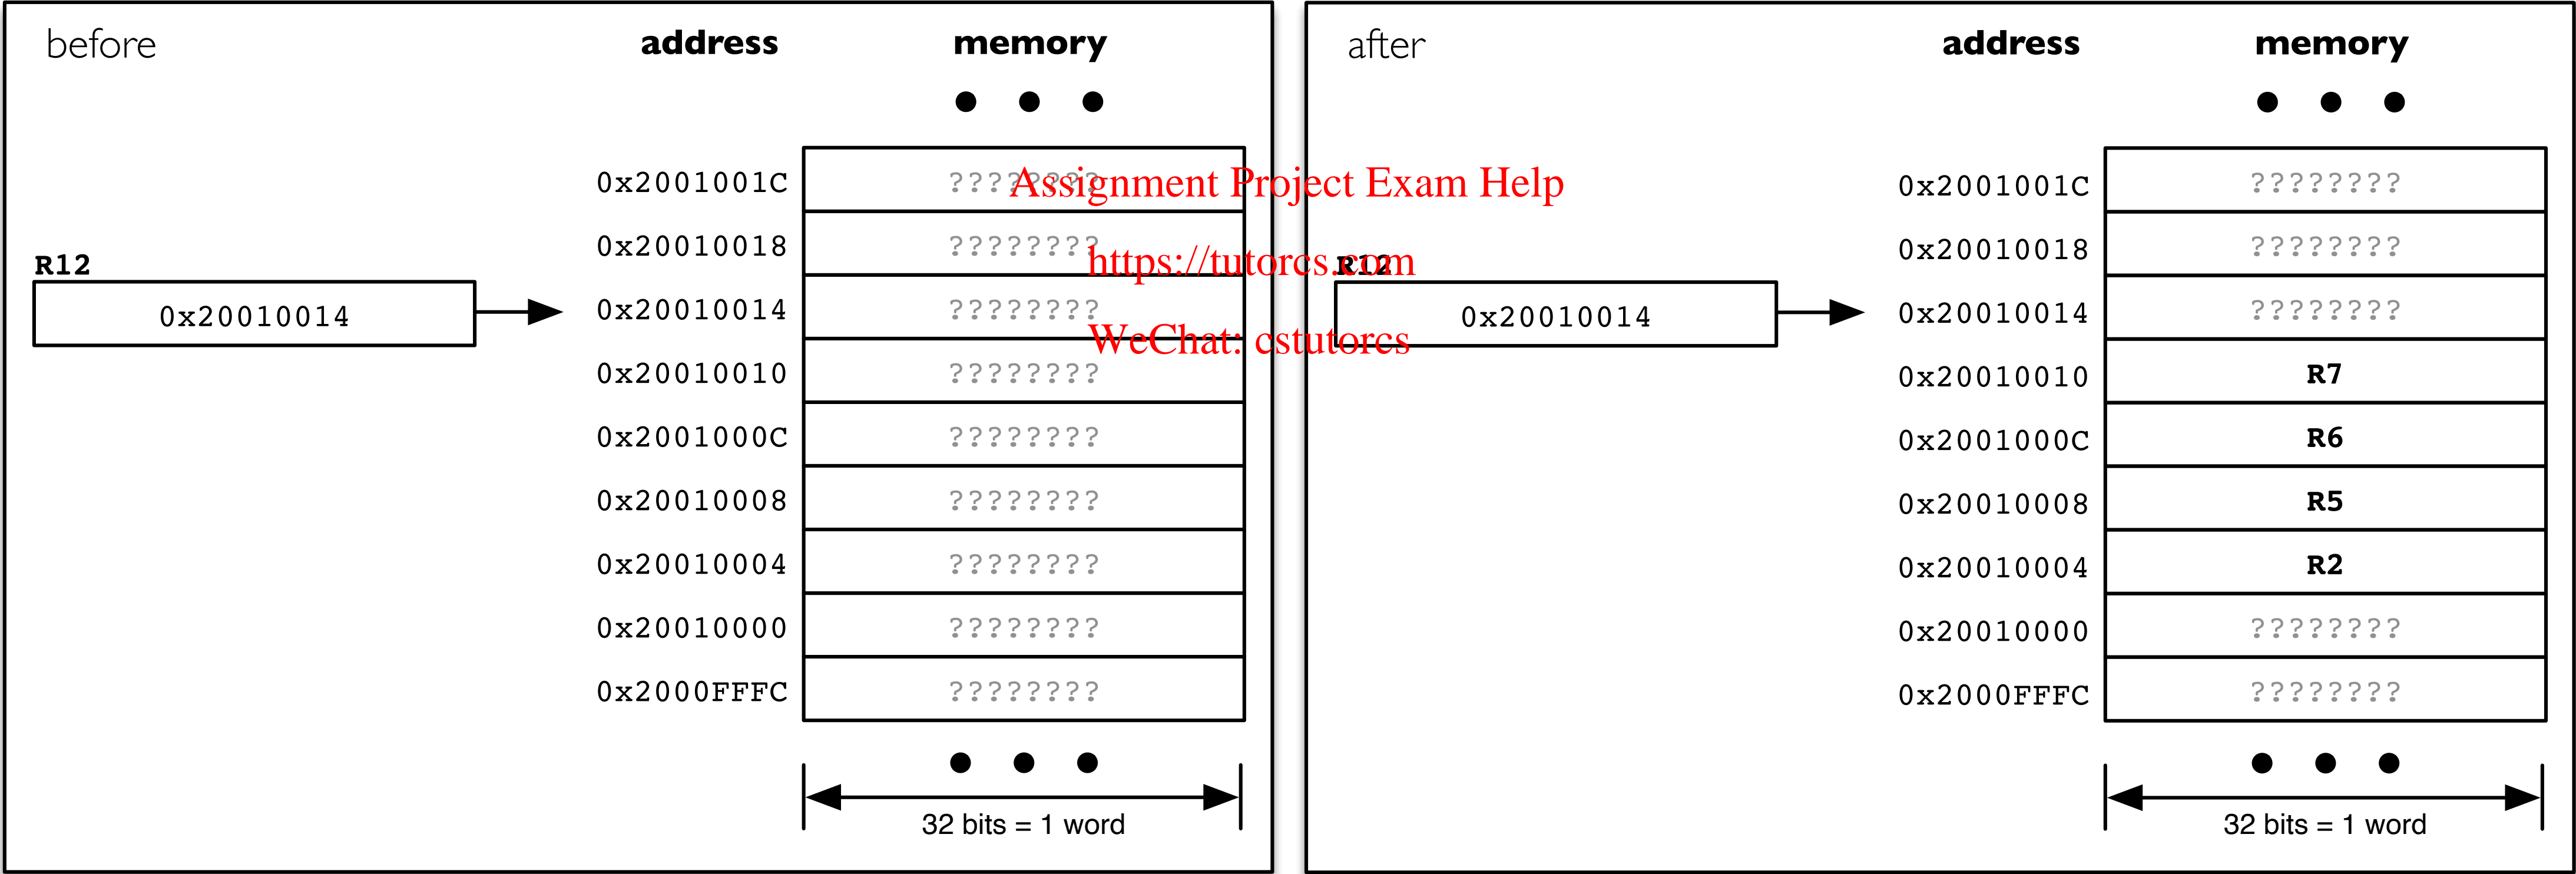 before address memory
• • •
0x2001001C ????????
0x20010018 ????????
R12
0x20010014
0x20010014 ????????
0x20010010 ????????
0x2001000C ????????
0x20010008 ????????
0x20010004 ????????
0x20010000 ????????
0x2000FFFC ????????
• • •
32 bits = 1 word
Assignment Project Exam Help
https://tutorcs.com
WeChat: cstutorcs
after address memory
• • •
0x2001001C ????????
0x20010018 ????????
R12
0x20010014
0x20010014 ????????
0x20010010 R7
0x2001000C R6
0x20010008 R5
0x20010004 R2
0x20010000 ????????
0x2000FFFC ????????
• • •
32 bits = 1 word